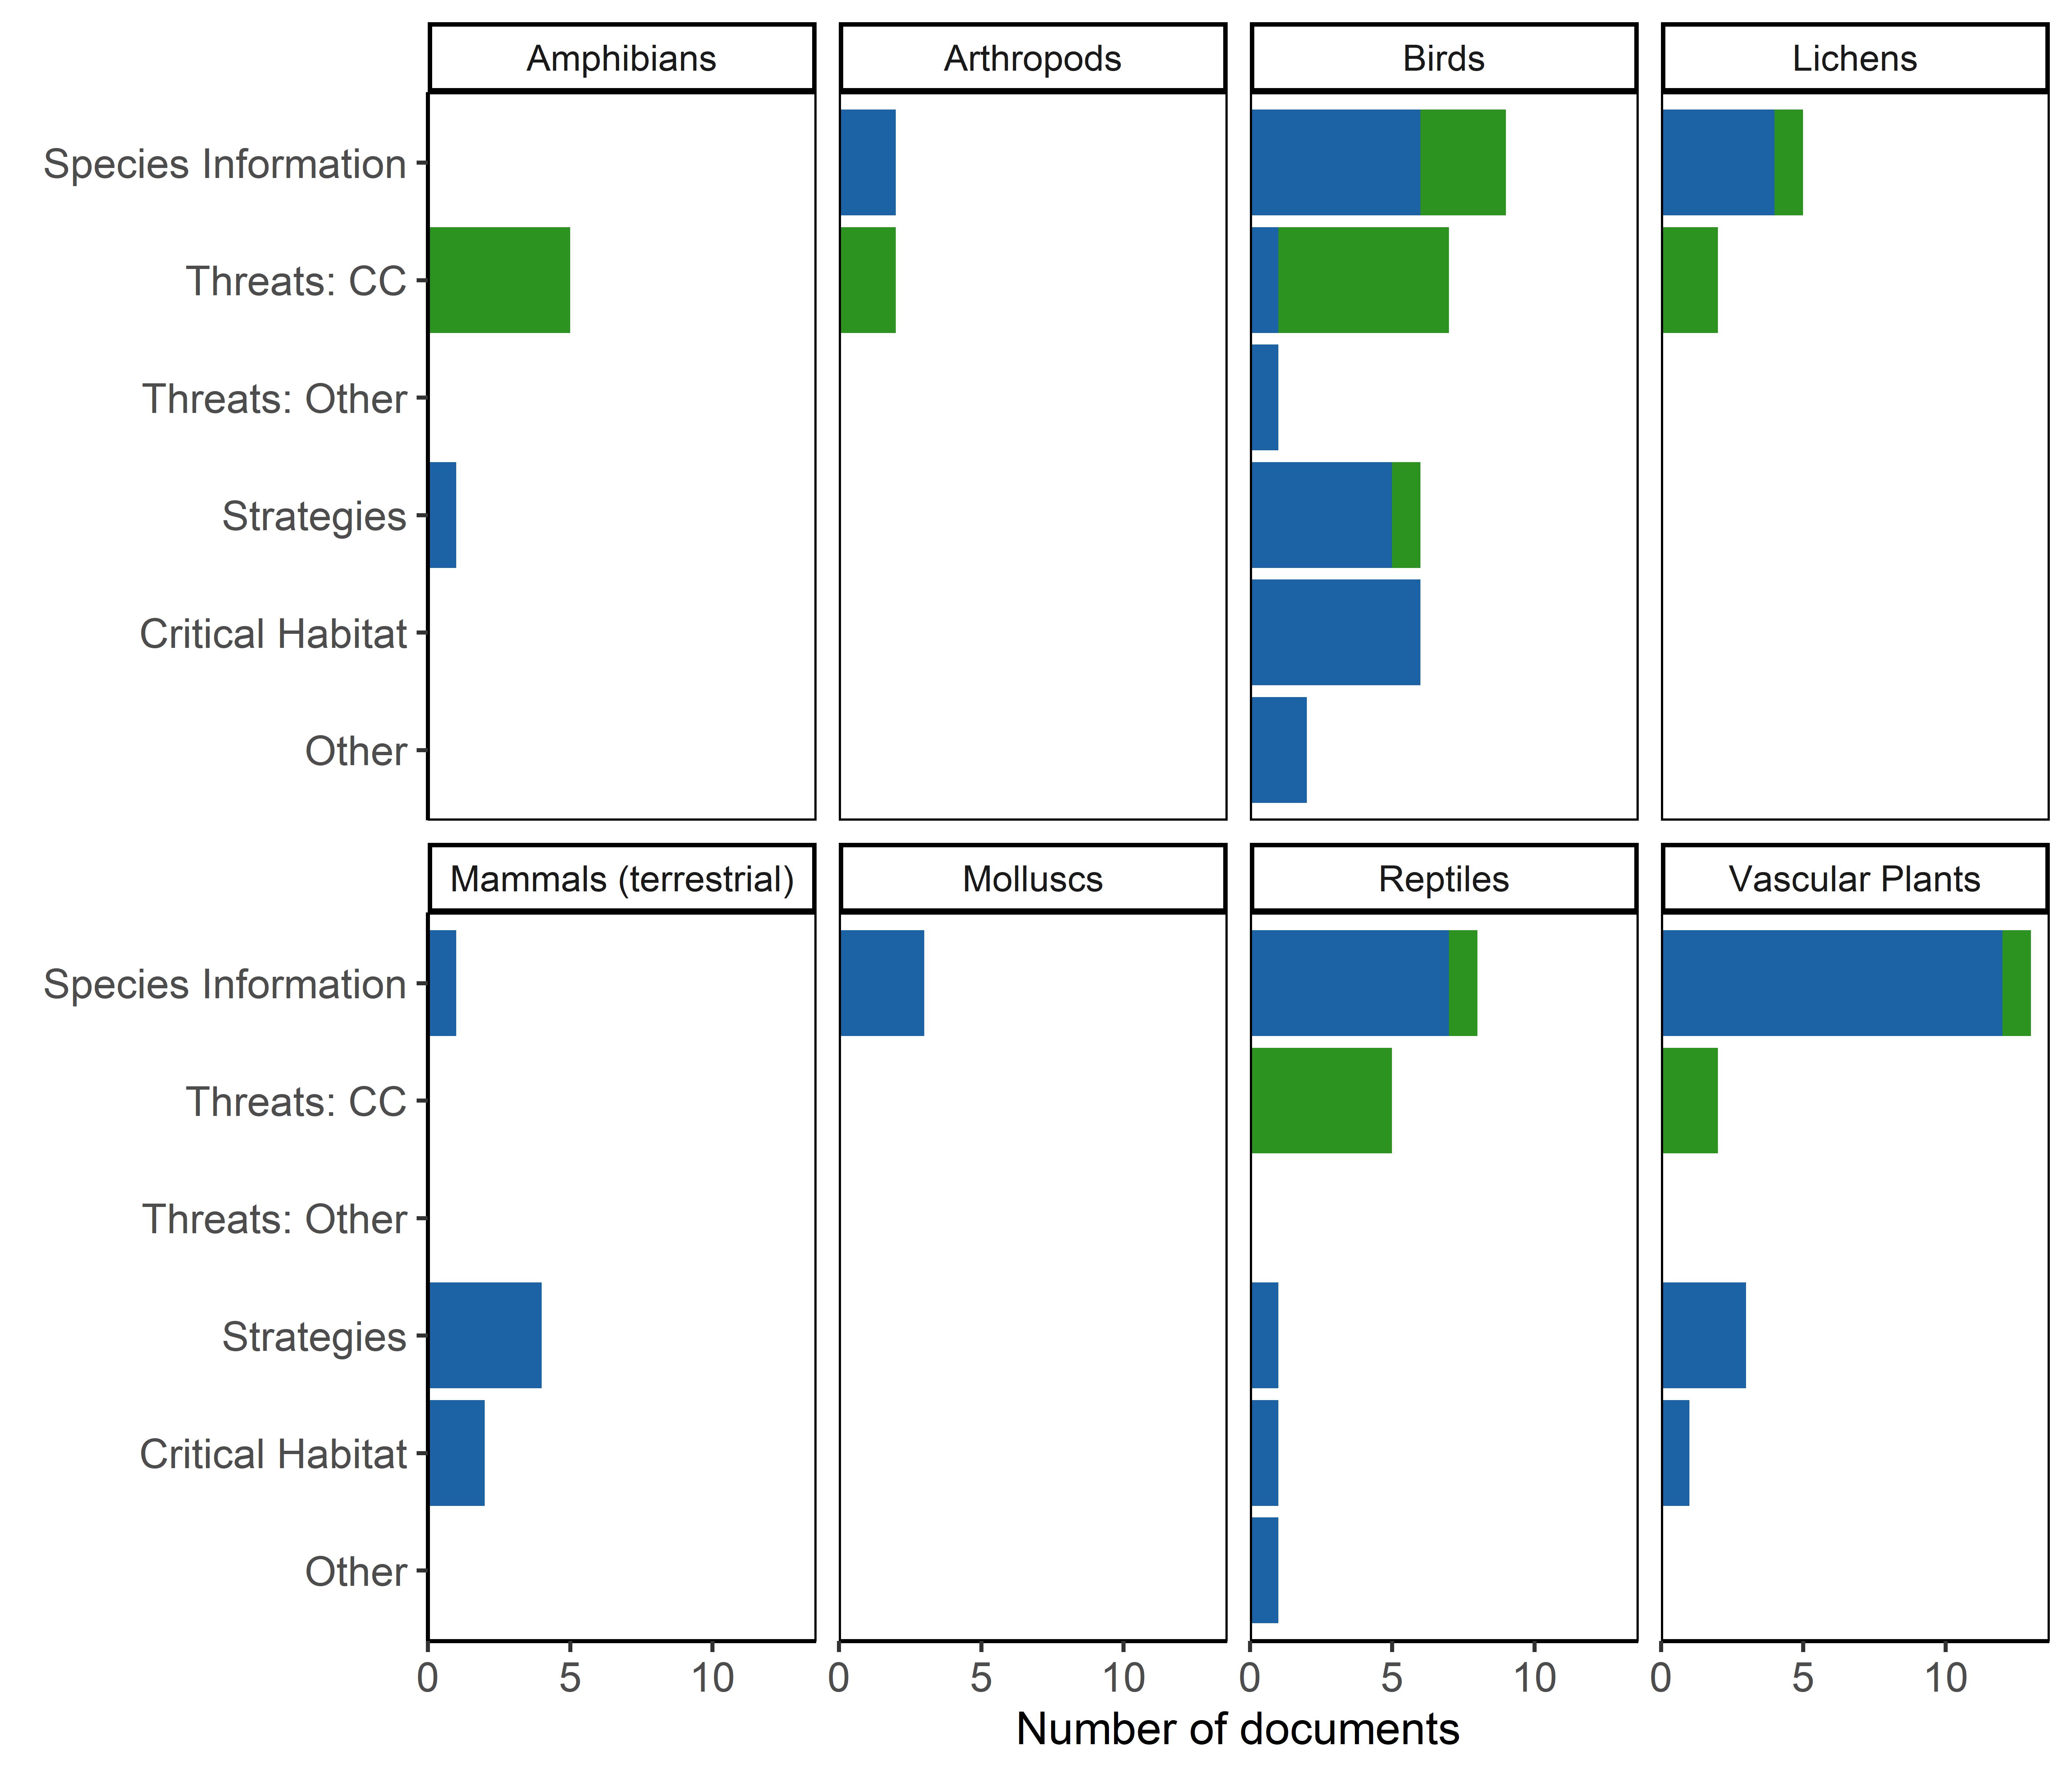 Amphibians Arthropods Birds Lichens
Species Information
Threats: CC
Threats: Other
Strategies
Critical Habitat
Other
Mammals (terrestrial) Molluscs Reptiles Vascular Plants
Species Information
Threats: CC
Threats: Other
Strategies
Critical Habitat
Other
0 5 10 0 5 10 0 5 10 0 5 10
Number of documents